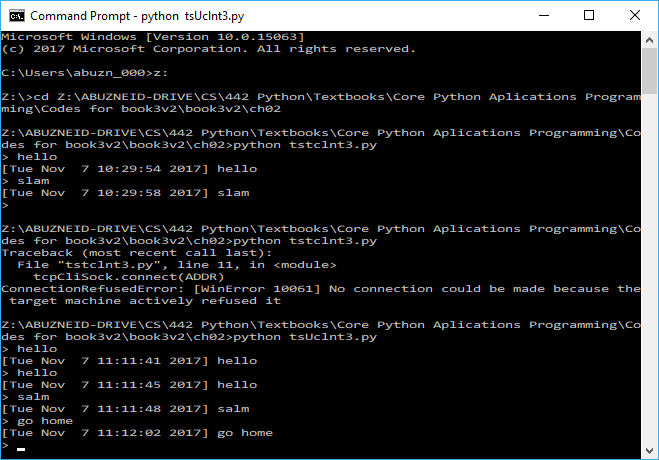 Command Prompt - python  tsUclnt3.py
Microsoft Windows [Version 10.0.15063]
(c) 2017 Microsoft Corporation. All rights reserved.
C:\Users\abuzn_000>z:
Z:\>cd Z:\ABUZNEID-DRIVE\CS\442 Python\Textbooks\Core Python Aplications Program
ming\Codes for book3v2\book3v2\ch02
Z:\ABUZNEID-DRIVE\CS\442 Python\Textbooks\Core Python Aplications Programming\Co
des for book3v2\book3v2\ch02>python tstclnt3.py
> hello
[Tue Nov  7 10:29:54 2017] hello
> slam
[Tue Nov  7 10:29:58 2017] slam
>
Z:\ABUZNEID-DRIVE\CS\442 Python\Textbooks\Core Python Aplications Programming\Co
des for book3v2\book3v2\ch02>python tstclnt3.py
Traceback (most recent call last):
  File "tstclnt3.py", line 11, in <module>
    tcpCliSock.connect(ADDR)
ConnectionRefusedError: [WinError 10061] No connection could be made because the
 target machine actively refused it
Z:\ABUZNEID-DRIVE\CS\442 Python\Textbooks\Core Python Aplications Programming\Co
des for book3v2\book3v2\ch02>python tsUclnt3.py
> hello
[Tue Nov  7 11:11:41 2017] hello
> hello
[Tue Nov  7 11:11:45 2017] hello
> salm
[Tue Nov  7 11:11:48 2017] salm
> go home
[Tue Nov  7 11:12:02 2017] go home
>